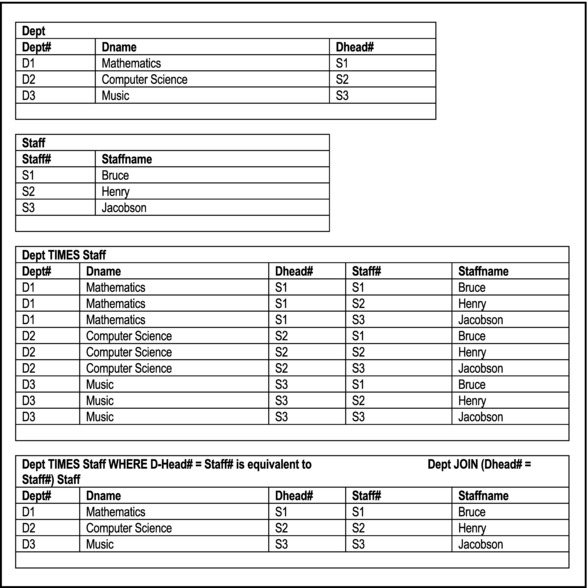 Dept
Dept# Dname Dhead#
D1 Mathematics S1
D2 Computer Science S2
D3 Music S3
Staff
Staff# Staffname
S1 Bruce
S2 Henry
S3 Jacobson
Dept TIMES Staff
Dept# Dname Dhead# Staff# Staffname
D1 Mathematics S1 S1 Bruce
D1 Mathematics S1 S2 Henry
D1 Mathematics S1 S3 Jacobson
D2 Computer Science S2 S1 Bruce
D2 Computer Science S2 S2 Henry
D2 Computer Science S2 S3 Jacobson
D3 Music S3 S1 Bruce
D3 Music S3 S2 Henry
D3 Music S3 S3 Jacobson
Dept TIMES Staff WHERE D-Head# = Staff# is equivalent to Dept JOIN (Dhead# =
Staff#) Staff
Dept# Dname Dhead# Staff# Staffname
D1 Mathematics S1 S1 Bruce
D2 Computer Science S2 S2 Henry
D3 Music S3 S3 Jacobson